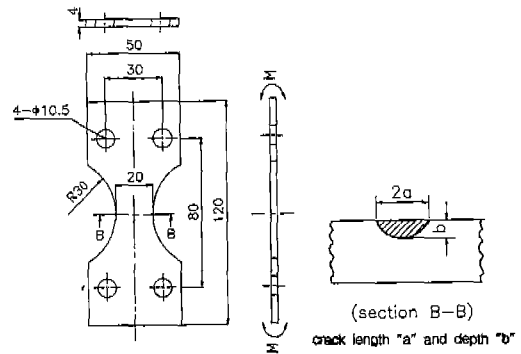 4
50
30
4-Φ10.5
R30
20
B
B
80
120
M
M
2a
b
(section B-B)
crack length "a" and depth "b"